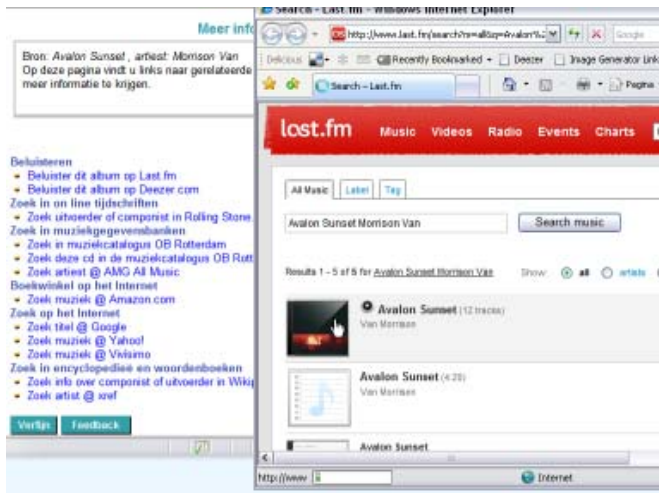 Meer info
Bron: Avalon Sunset , artiest: Morrison Van
Op deze pagina vindt u links naar gerelateerde
meer informatie te krijgen.
Beluisteren
Beluister dit album op Last.fm
Beluister dit album op Deezer.com
Zoek in on line tijdschriften
Zoek uitvoerder of componist in Rolling Stone
Zoek in muziekgegevensbanken
Zoek in muziekcatalogus OB Rotterdam
Zoek deze cd in de muziekcatalogus OB Rott
Zoek artiest @ AMG All Music
Boekwinkel op het Internet
Zoek muziek @ Amazon.com
Zoek op het Internet
Zoek titel @ Google
Zoek muziek @ Yahoo!
Zoek muziek @ Vivisimo
Zoek in encyclopedieë en woordenboeken
Zoek info over componist of uitvoerder in Wikip
Zoek artist @ xref
Verfijn Feedback
Search - Last.fm - Windows Internet Explorer
http://www.last.fm/search?m=all&q=Avalon%2
Google
Delicious Recently Bookmarked Deezer Image Generator Link
Search – Last.fm Pagina
last.fm Music Videos Radio Events Charts
All Music Label Tag
Avalon Sunset Morrison Van Search music
Results 1 - 5 of 5 for Avalon Sunset Morrison Van Show: all artists
Avalon Sunset (12 tracks)
Van Morrison
Avalon Sunset (4:20)
Van Morrison
Avalon Sunset
http://www Internet